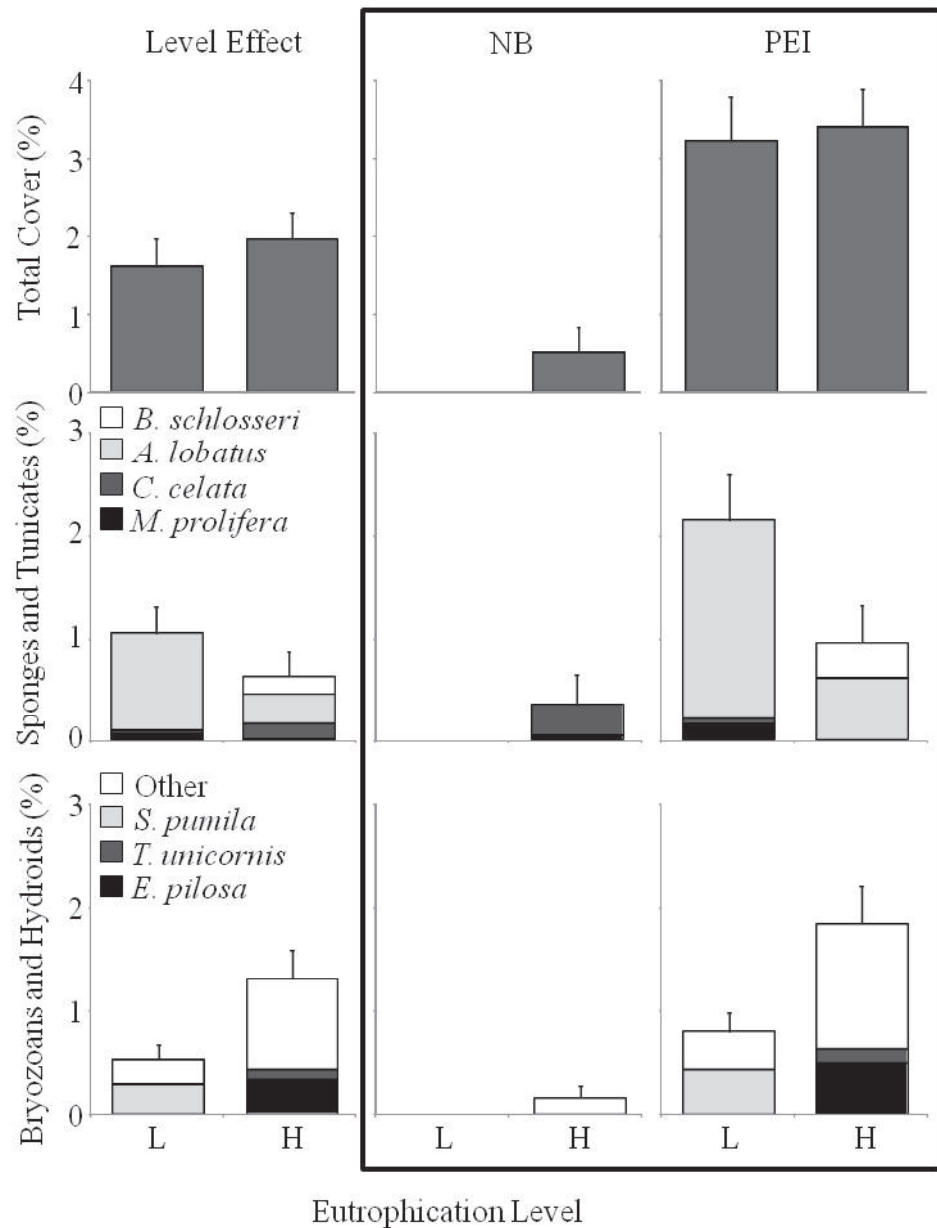 Level Effect
NB
PEI
Total Cover (%)
4
3
2
1
0
Sponges and Tunicates (%)
3
2
1
0
B. schlosseri
A. lobatus
C. celata
M. prolifera
Bryozoans and Hydroids (%)
3
2
1
0
Other
S. pumila
T. unicornis
E. pilosa
L
H
L
H
L
H
Eutrophication Level